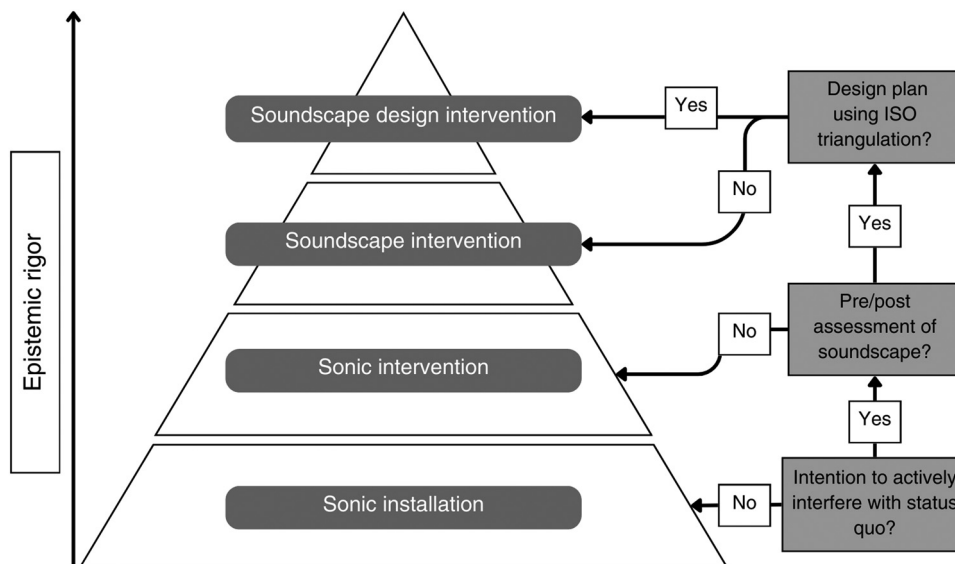 Epistemic rigor
Soundscape design intervention
Yes
Design plan
using ISO
triangulation?
No
Yes
Soundscape intervention
Pre/post
assessment of
soundscape?
No
Sonic intervention
Yes
Intention to actively
interfere with status
quo?
No
Sonic installation